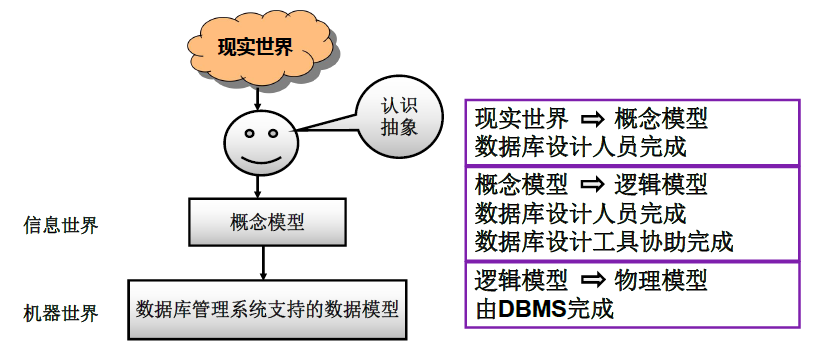 现实世界
认识
抽象
信息世界
概念模型
机器世界
数据库管理系统支持的数据模型
现实世界 ⇨ 概念模型
数据库设计人员完成
概念模型 ⇨ 逻辑模型
数据库设计人员完成
数据库设计工具协助完成
逻辑模型 ⇨ 物理模型
由DBMS完成